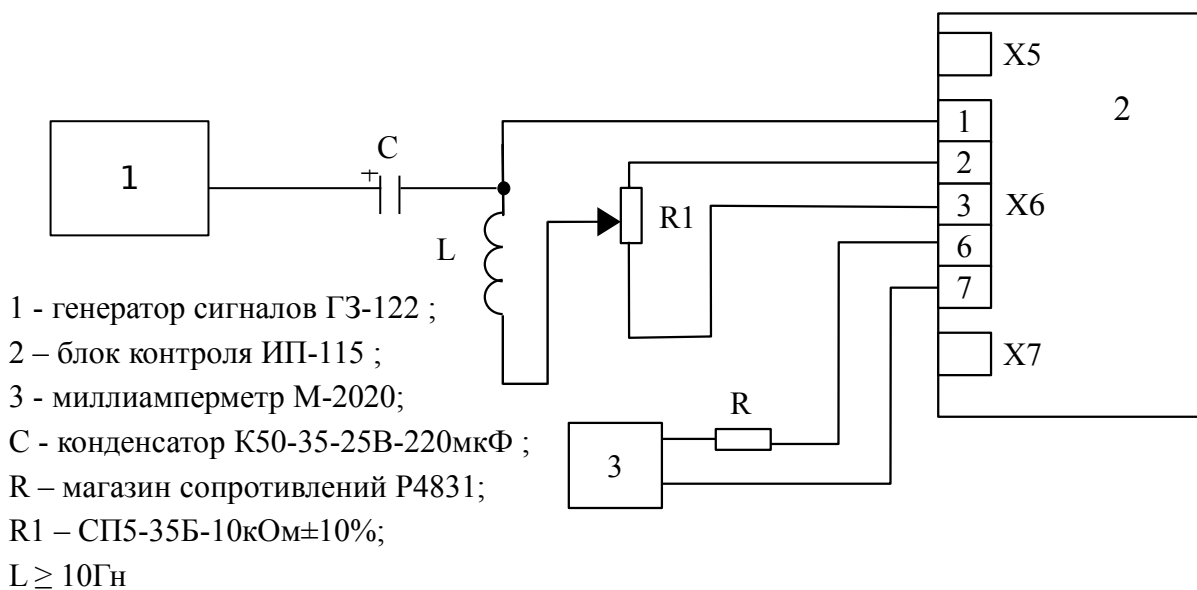 X5
2
1
1
C
+
2
3
R1
X6
L
6
7
1 - генератор сигналов ГЗ-122 ;
2 – блок контроля ИП-115 ;
X7
3 - миллиамперметр М-2020;
R
С - конденсатор К50-35-25В-220мкФ ;
3
R – магазин сопротивлений Р4831;
R1 – СП5-35Б-10кОм±10%;
L ≥ 10Гн